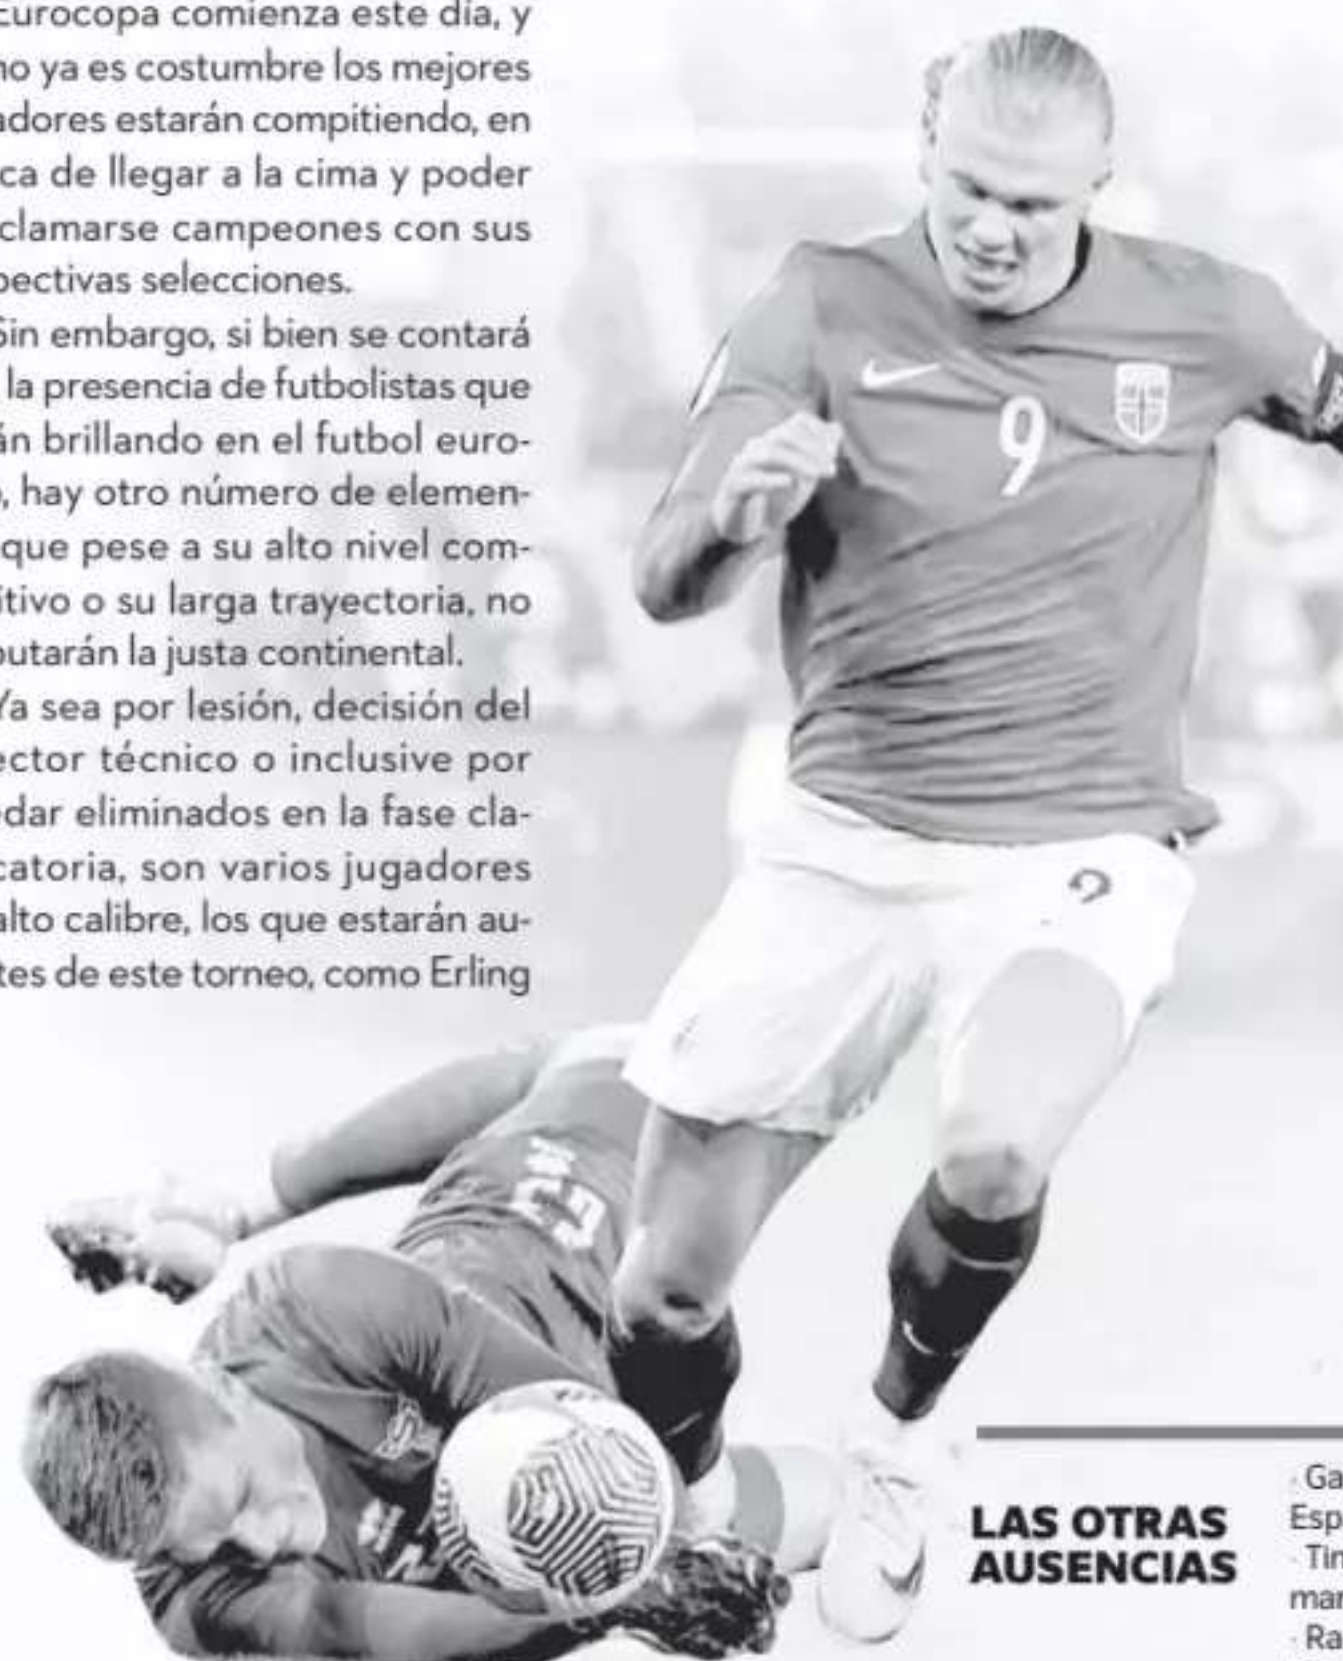 Eurocopa comienza este día, y
no ya es costumbre los mejores
adores estarán compitiendo, en
ca de llegar a la cima y poder
clamarse campeones con sus
pectivas selecciones.
Sin embargo, si bien se contará
la presencia de futbolistas que
án brillando en el futbol euro-
, hay otro número de elemen-
que pese a su alto nivel com-
itivo o su larga trayectoria, no
putarán la justa continental.
Ya sea por lesión, decisión del
ector técnico o inclusive por
edar eliminados en la fase cla-
catoria, son varios jugadores
alto calibre, los que estarán au-
tes de este torneo, como Erling
9
9
LAS OTRAS
AUSENCIAS
· Ga
Esp
· Tin
mar
· Ra